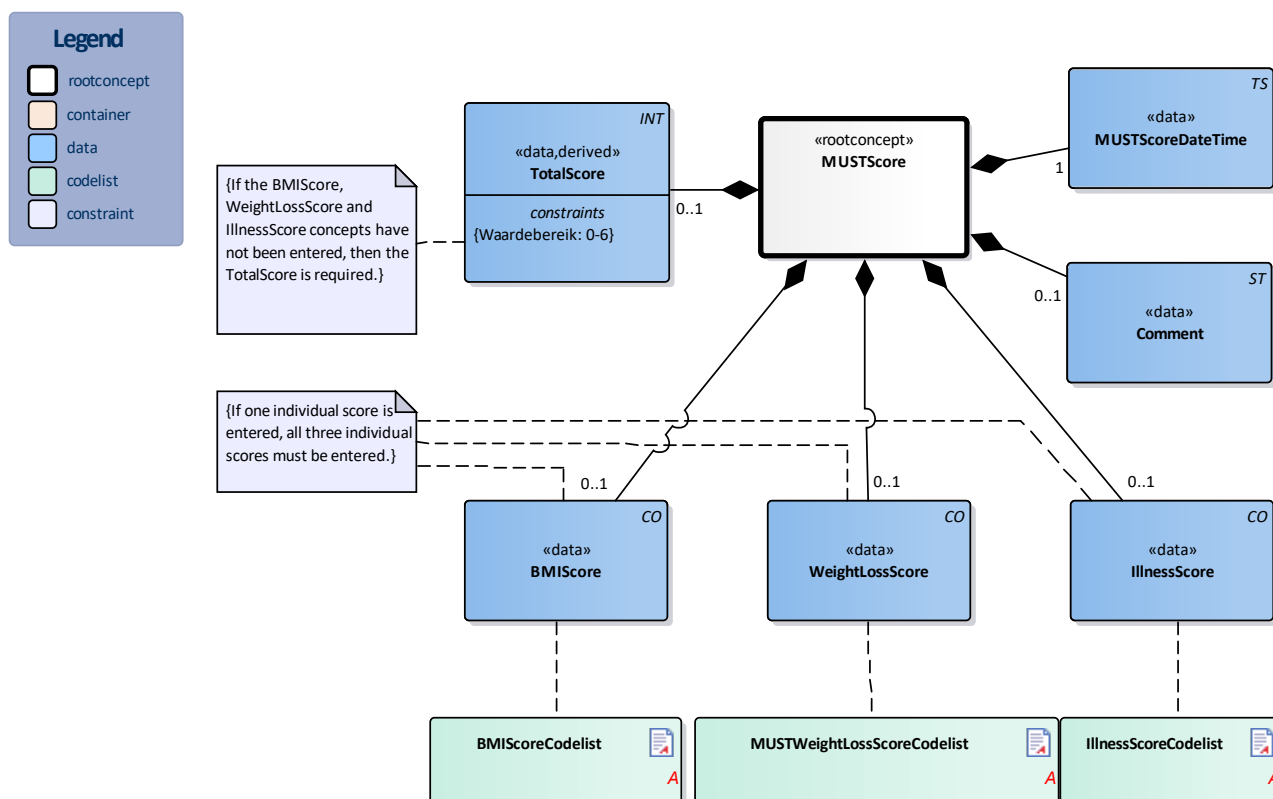 Legend
rootconcept
container
data
codelist
constraint
{If the BMIScore,
WeightLossScore and
IllnessScore concepts have
not been entered, then the
TotalScore is required.}
INT
«data,derived»
TotalScore
constraints
{Waardebereik: 0-6}
0..1
«rootconcept»
MUSTScore
TS
«data»
MUSTScoreDateTime
1
ST
«data»
Comment
0..1
{If one individual score is
entered, all three individual
scores must be entered.}
0..1
0..1
0..1
CO
«data»
BMIScore
CO
«data»
WeightLossScore
CO
«data»
IllnessScore
BMIScoreCodelist
A
MUSTWeightLossScoreCodelist
A
IllnessScoreCodelist
A